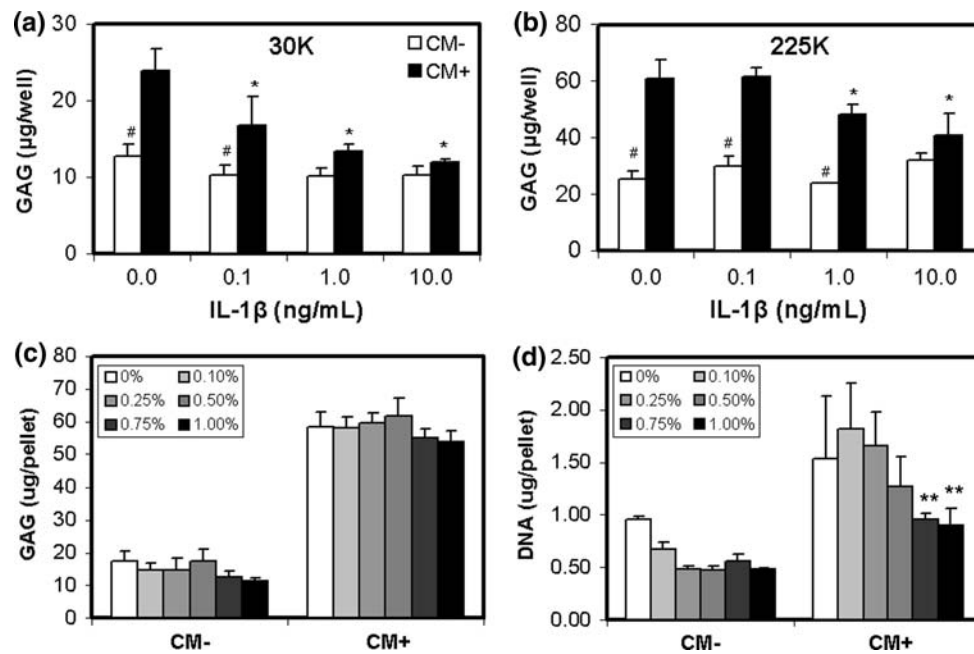 (a)
30K
CM-
CM+
GAG (µg/well)
30
20
10
0
#
#
*
*
*
0.0 0.1 1.0 10.0
IL-1β (ng/mL)
(b)
225K
GAG (µg/well)
80
60
40
20
0
#
#
#
*
*
0.0 0.1 1.0 10.0
IL-1β (ng/mL)
(c)
GAG (ug/pellet)
80
70
60
50
40
30
20
10
0
0% 0.10%
0.25% 0.50%
0.75% 1.00%
CM- CM+
(d)
DNA (ug/pellet)
2.50
2.00
1.50
1.00
0.50
0.00
0% 0.10%
0.25% 0.50%
0.75% 1.00%
** **
CM- CM+